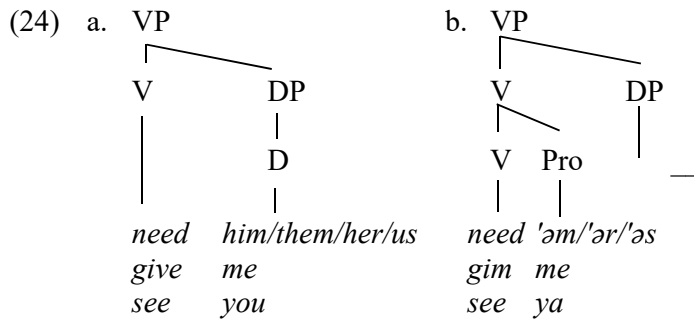 (24) a. VP b. VP
V DP V DP
D V Pro
need him/them/her/us need 'əm/'ər/'əs
give me gim me
see you see ya